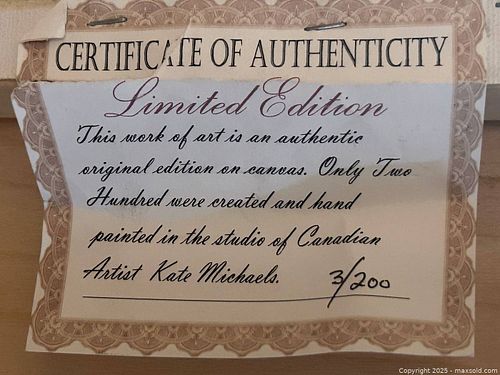 CERTIFICATE OF AUTHENTICITY
Limited Edition
This work of art is an authentic
original edition on canvas. Only Two
Hundred were created and hand
painted in the studio of Canadian
Artist Kate Michaels.
3/200
Copyright 2025 - maxsold.com